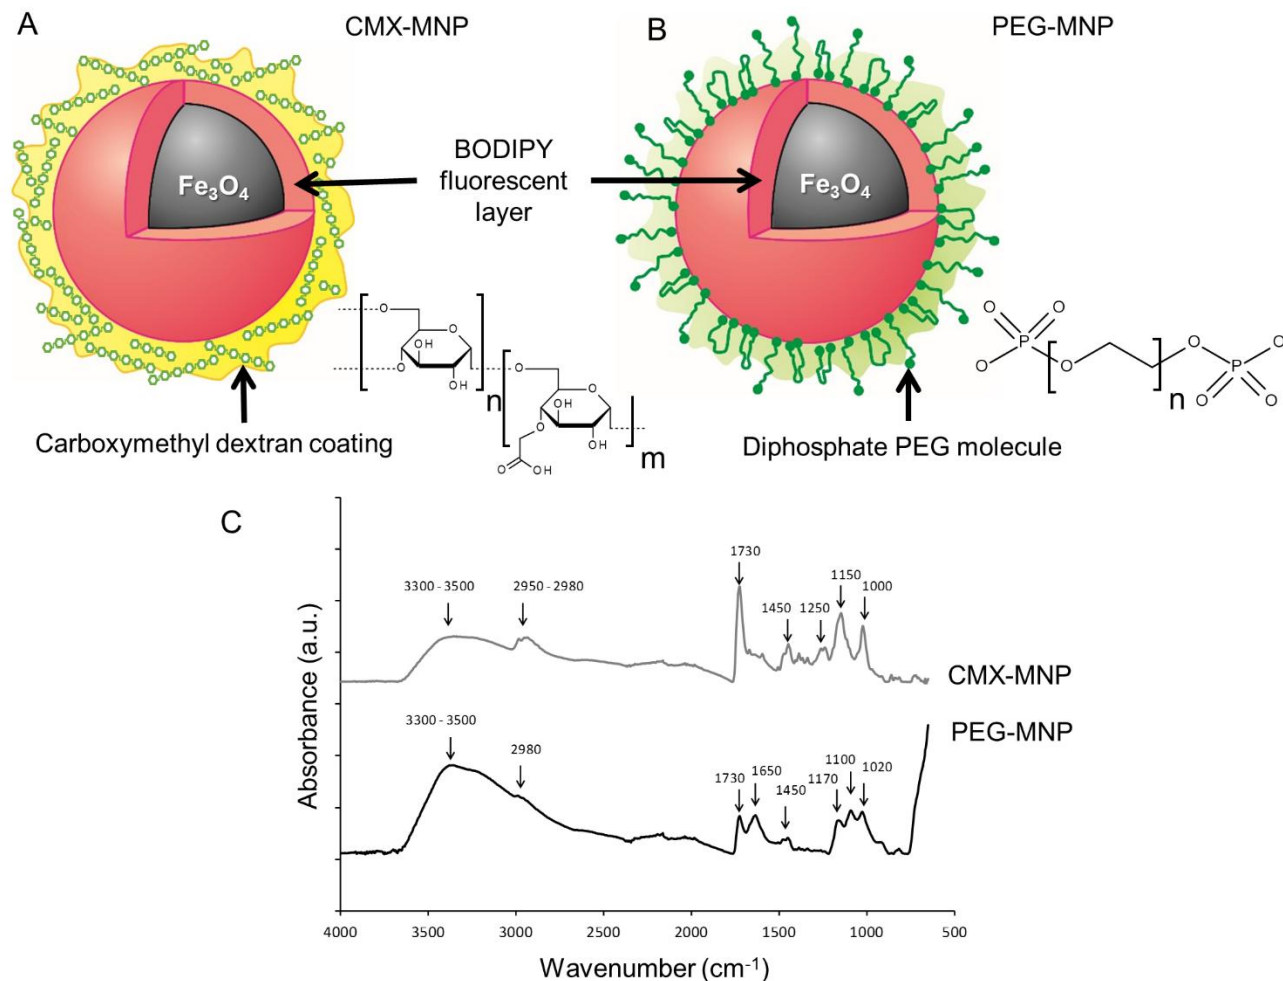 A
CMX-MNP
B
PEG-MNP
BODIPY
fluorescent
layer
Fe₃O₄
Fe₃O₄
O
O
OH
HO
O
O
n
O
O
OH
O
HO
O
OH
m
Carboxymethyl dextran coating
O
O
P
O
O
n
O
O
P
O
O
Diphosphate PEG molecule
C
Absorbance (a.u.)
3300 - 3500
2950 - 2980
1730
1450
1250
1150
1000
CMX-MNP
3300 - 3500
2980
1730
1650
1450
1170
1100
1020
PEG-MNP
4000
3500
3000
2500
2000
1500
1000
500
Wavenumber (cm⁻¹)